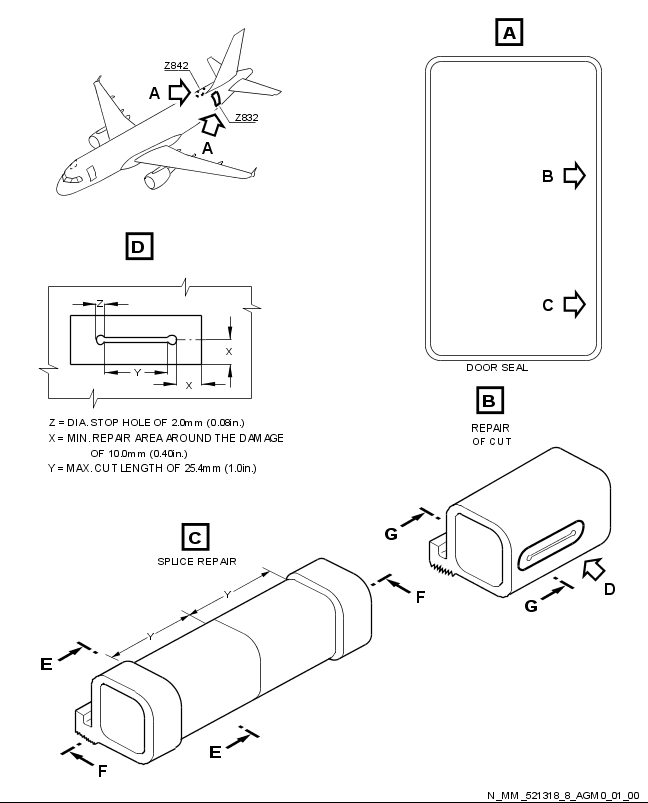 A
Z842
A
Z832
A
B
C
DOOR SEAL
D
Z
X
Y
X
Z = DIA. STOP HOLE OF 2.0mm (0.08in.)
X = MIN. REPAIR AREA AROUND THE DAMAGE
OF 10.0mm (0.40in.)
Y = MAX. CUT LENGTH OF 25.4mm (1.0in.)
B
REPAIR
OF CUT
G
D
G
C
SPLICE REPAIR
Y
Y
F
E
E
F
N_MM_521318_8_AGM0_01_00